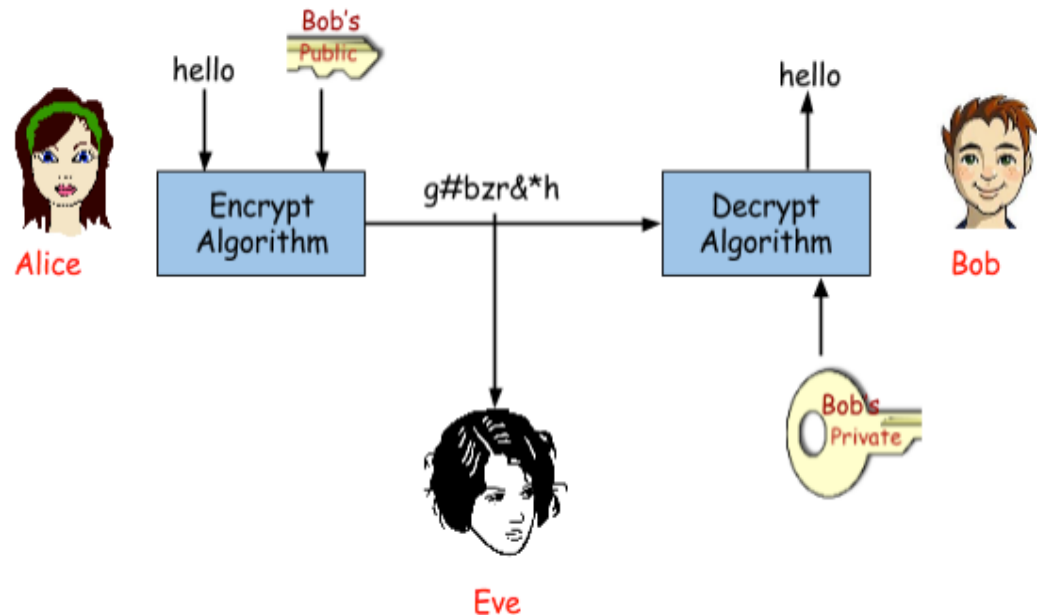 Bob's
Public
hello
hello
g#bzr&*h
Encrypt
Algorithm
Decrypt
Algorithm
Alice
Bob
Bob's
Private
Eve